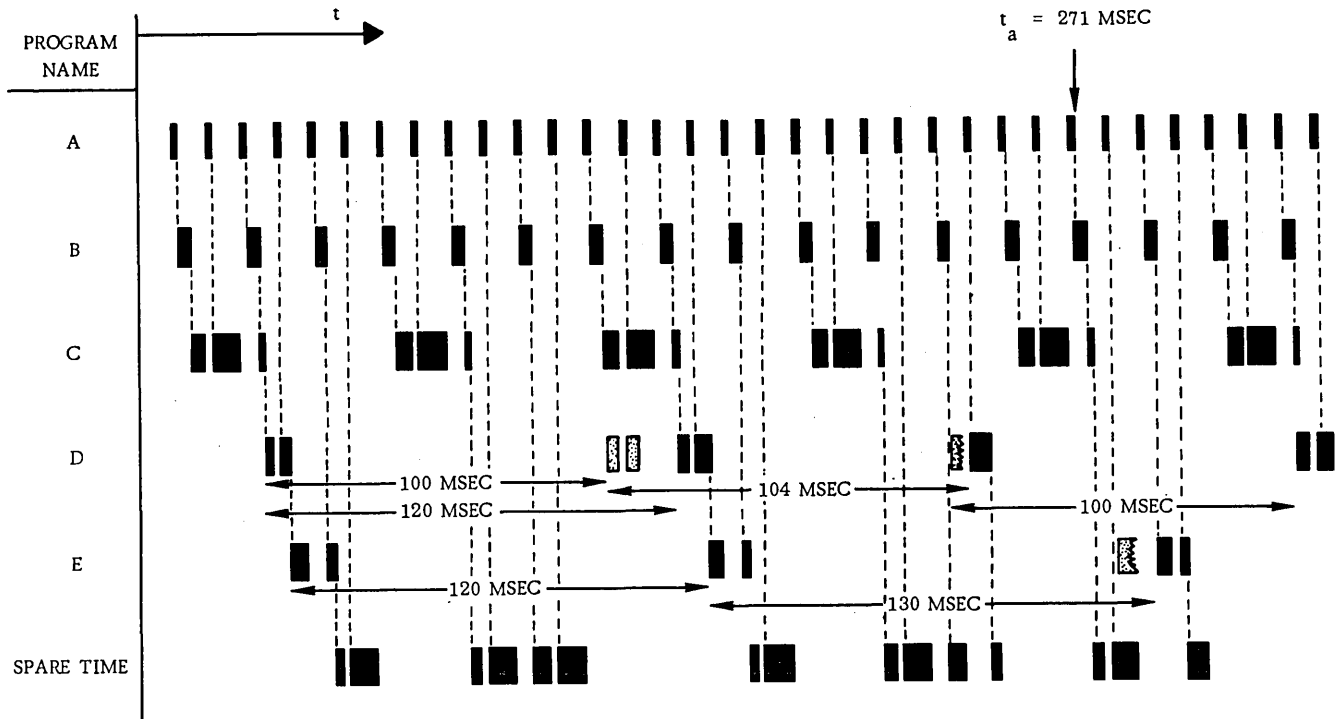 t
t = 271 MSEC
a
PROGRAM
NAME
A
B
C
D
100 MSEC
104 MSEC
120 MSEC
100 MSEC
E
120 MSEC
130 MSEC
SPARE TIME